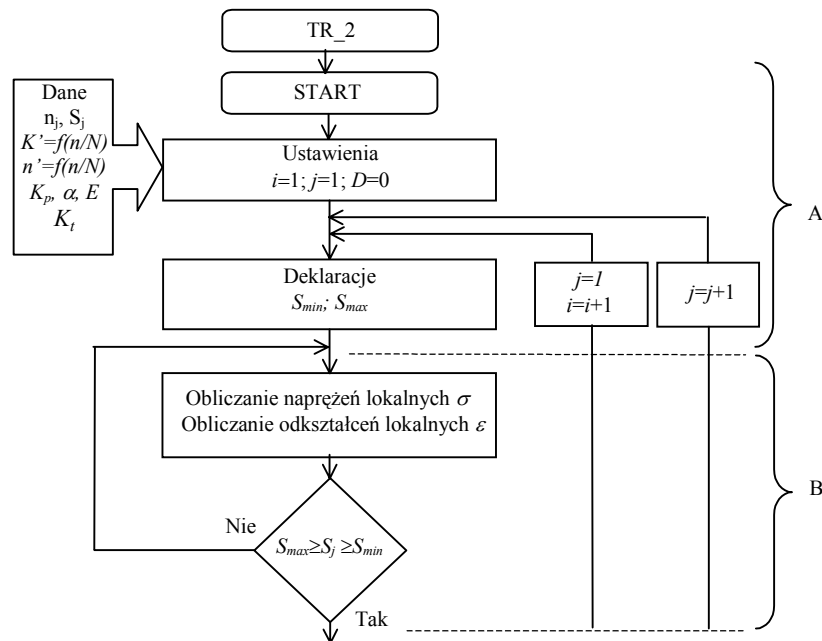 TR_2
START
Dane
nj, Sj
K'=f(n/N)
n'=f(n/N)
Kp, α, E
Kt
Ustawienia
i=1; j=1; D=0
A
Deklaracje
Smin; Smax
j=1
i=i+1
j=j+1
Obliczanie naprężeń lokalnych σ
Obliczanie odkształceń lokalnych ε
B
Nie
Smax≥Sj ≥Smin
Tak